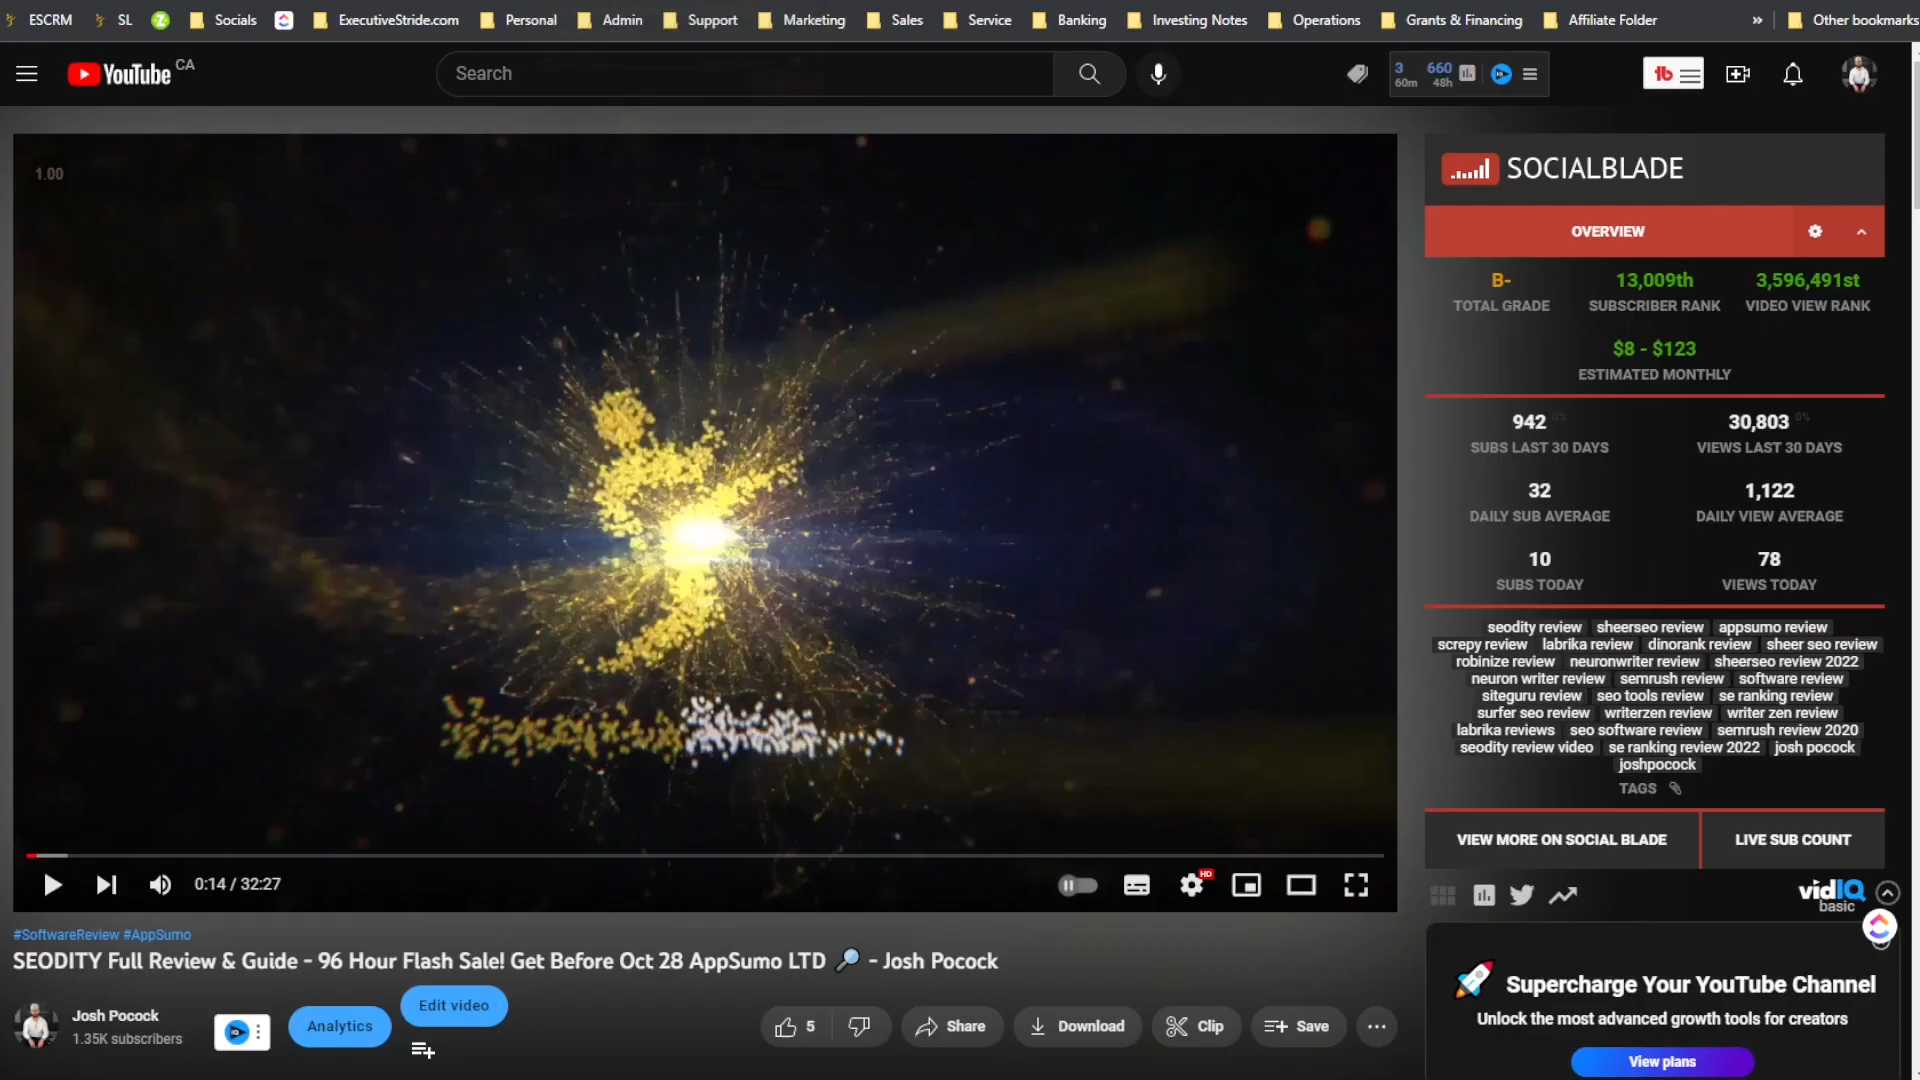 ESCRM SL Socials ExecutiveStride.com Personal Admin Support Marketing Sales Service Banking Investing Notes Operations Grants & Financing Affiliate Folder » Other bookmarks
YouTube CA
Search
3 660
60m 48h
1.00
SOCIALBLADE
OVERVIEW
B- 13,009th 3,596,491st
TOTAL GRADE SUBSCRIBER RANK VIDEO VIEW RANK
$8 - $123
ESTIMATED MONTHLY
942 0% 30,803 0%
SUBS LAST 30 DAYS VIEWS LAST 30 DAYS
32 1,122
DAILY SUB AVERAGE DAILY VIEW AVERAGE
10 78
SUBS TODAY VIEWS TODAY
seodity review sheerseo review appsumo review
screpy review labrika review dinorank review sheer seo review
robinize review neuronwriter review sheerseo review 2022
neuron writer review semrush review software review
siteguru review seo tools review se ranking review
surfer seo review writerzen review writer zen review
labrika reviews seo software review semrush review 2020
seodity review video se ranking review 2022 josh pocock
joshpocock
TAGS
VIEW MORE ON SOCIAL BLADE LIVE SUB COUNT
0:14 / 32:27
HD
vidIQ
basic
#SoftwareReview #AppSumo
SEODITY Full Review & Guide - 96 Hour Flash Sale! Get Before Oct 28 AppSumo LTD 🔎 - Josh Pocock
Josh Pocock
1.35K subscribers
Analytics
Edit video
5 Share Download Clip Save
Supercharge Your YouTube Channel
Unlock the most advanced growth tools for creators
View plans